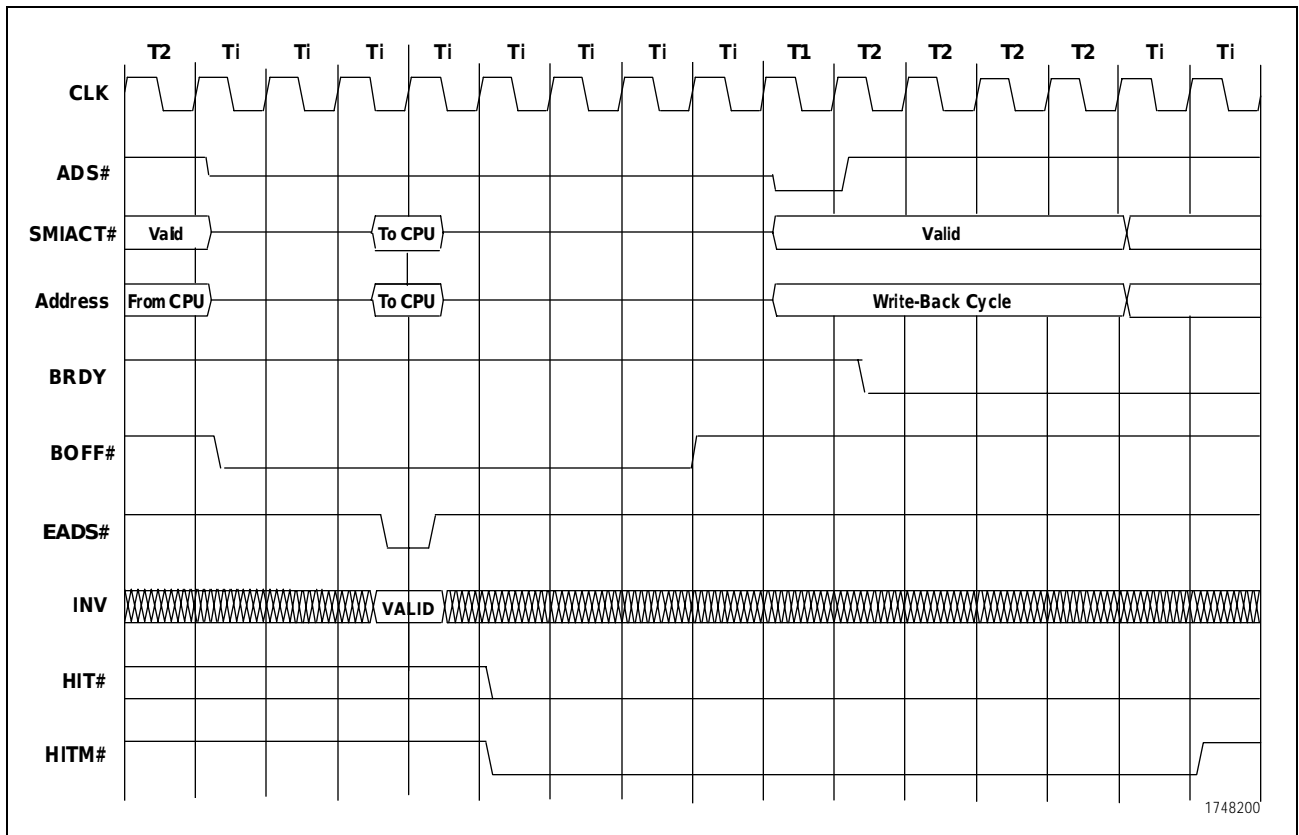 T2 Ti Ti Ti Ti Ti Ti Ti Ti T1 T2 T2 T2 T2 Ti Ti
CLK
ADS#
SMIACT# Valid To CPU Valid
Address From CPU To CPU Write-Back Cycle
BRDY
BOFF#
EADS#
INV VALID
HIT#
HITM#
1748200